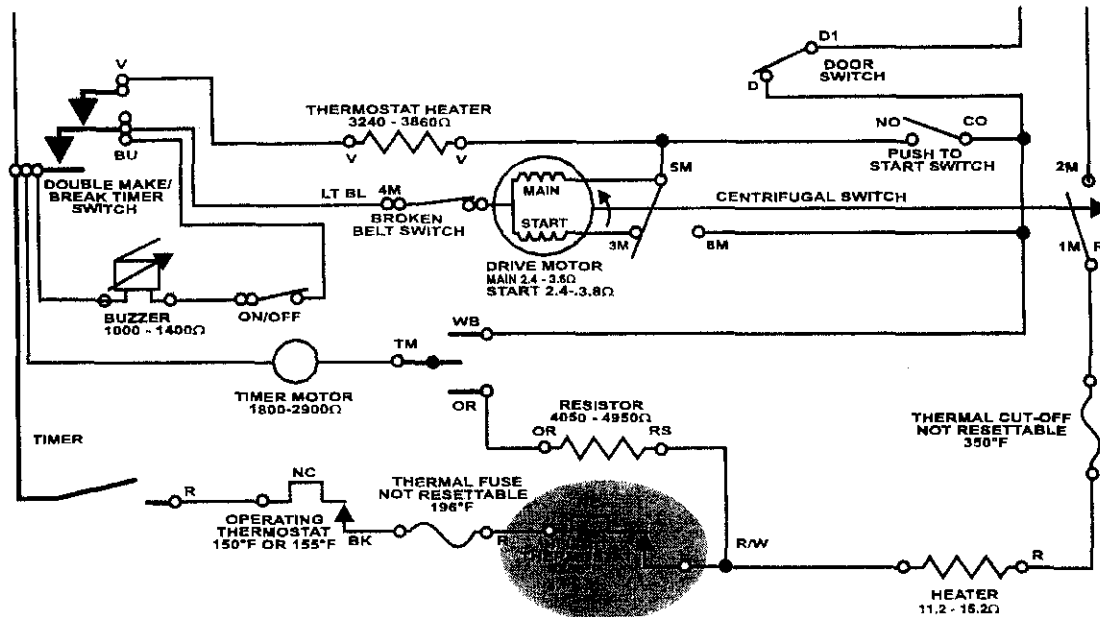 D1
DOOR
SWITCH
D
V
THERMOSTAT HEATER
3240 - 3860Ω
V
V
NO
CO
PUSH TO
START SWITCH
BU
DOUBLE MAKE/
BREAK TIMER
SWITCH
5M
2M
LT BL
4M
MAIN
CENTRIFUGAL SWITCH
BROKEN
BELT SWITCH
START
3M
8M
1M
R
DRIVE MOTOR
MAIN 2.4 - 3.6Ω
START 2.4-.3.8Ω
BUZZER
1000 - 1400Ω
ON/OFF
WB
TM
TIMER MOTOR
1800-2900Ω
OR
RESISTOR
4050 - 4950Ω
OR
RS
THERMAL CUT-OFF
NOT RESETTABLE
350°F
TIMER
NC
THERMAL FUSE
NOT RESETTABLE
196°F
R
OPERATING
THERMOSTAT
150°F OR 155°F
BK
R
R/W
R
HEATER
11.2 - 15.2Ω